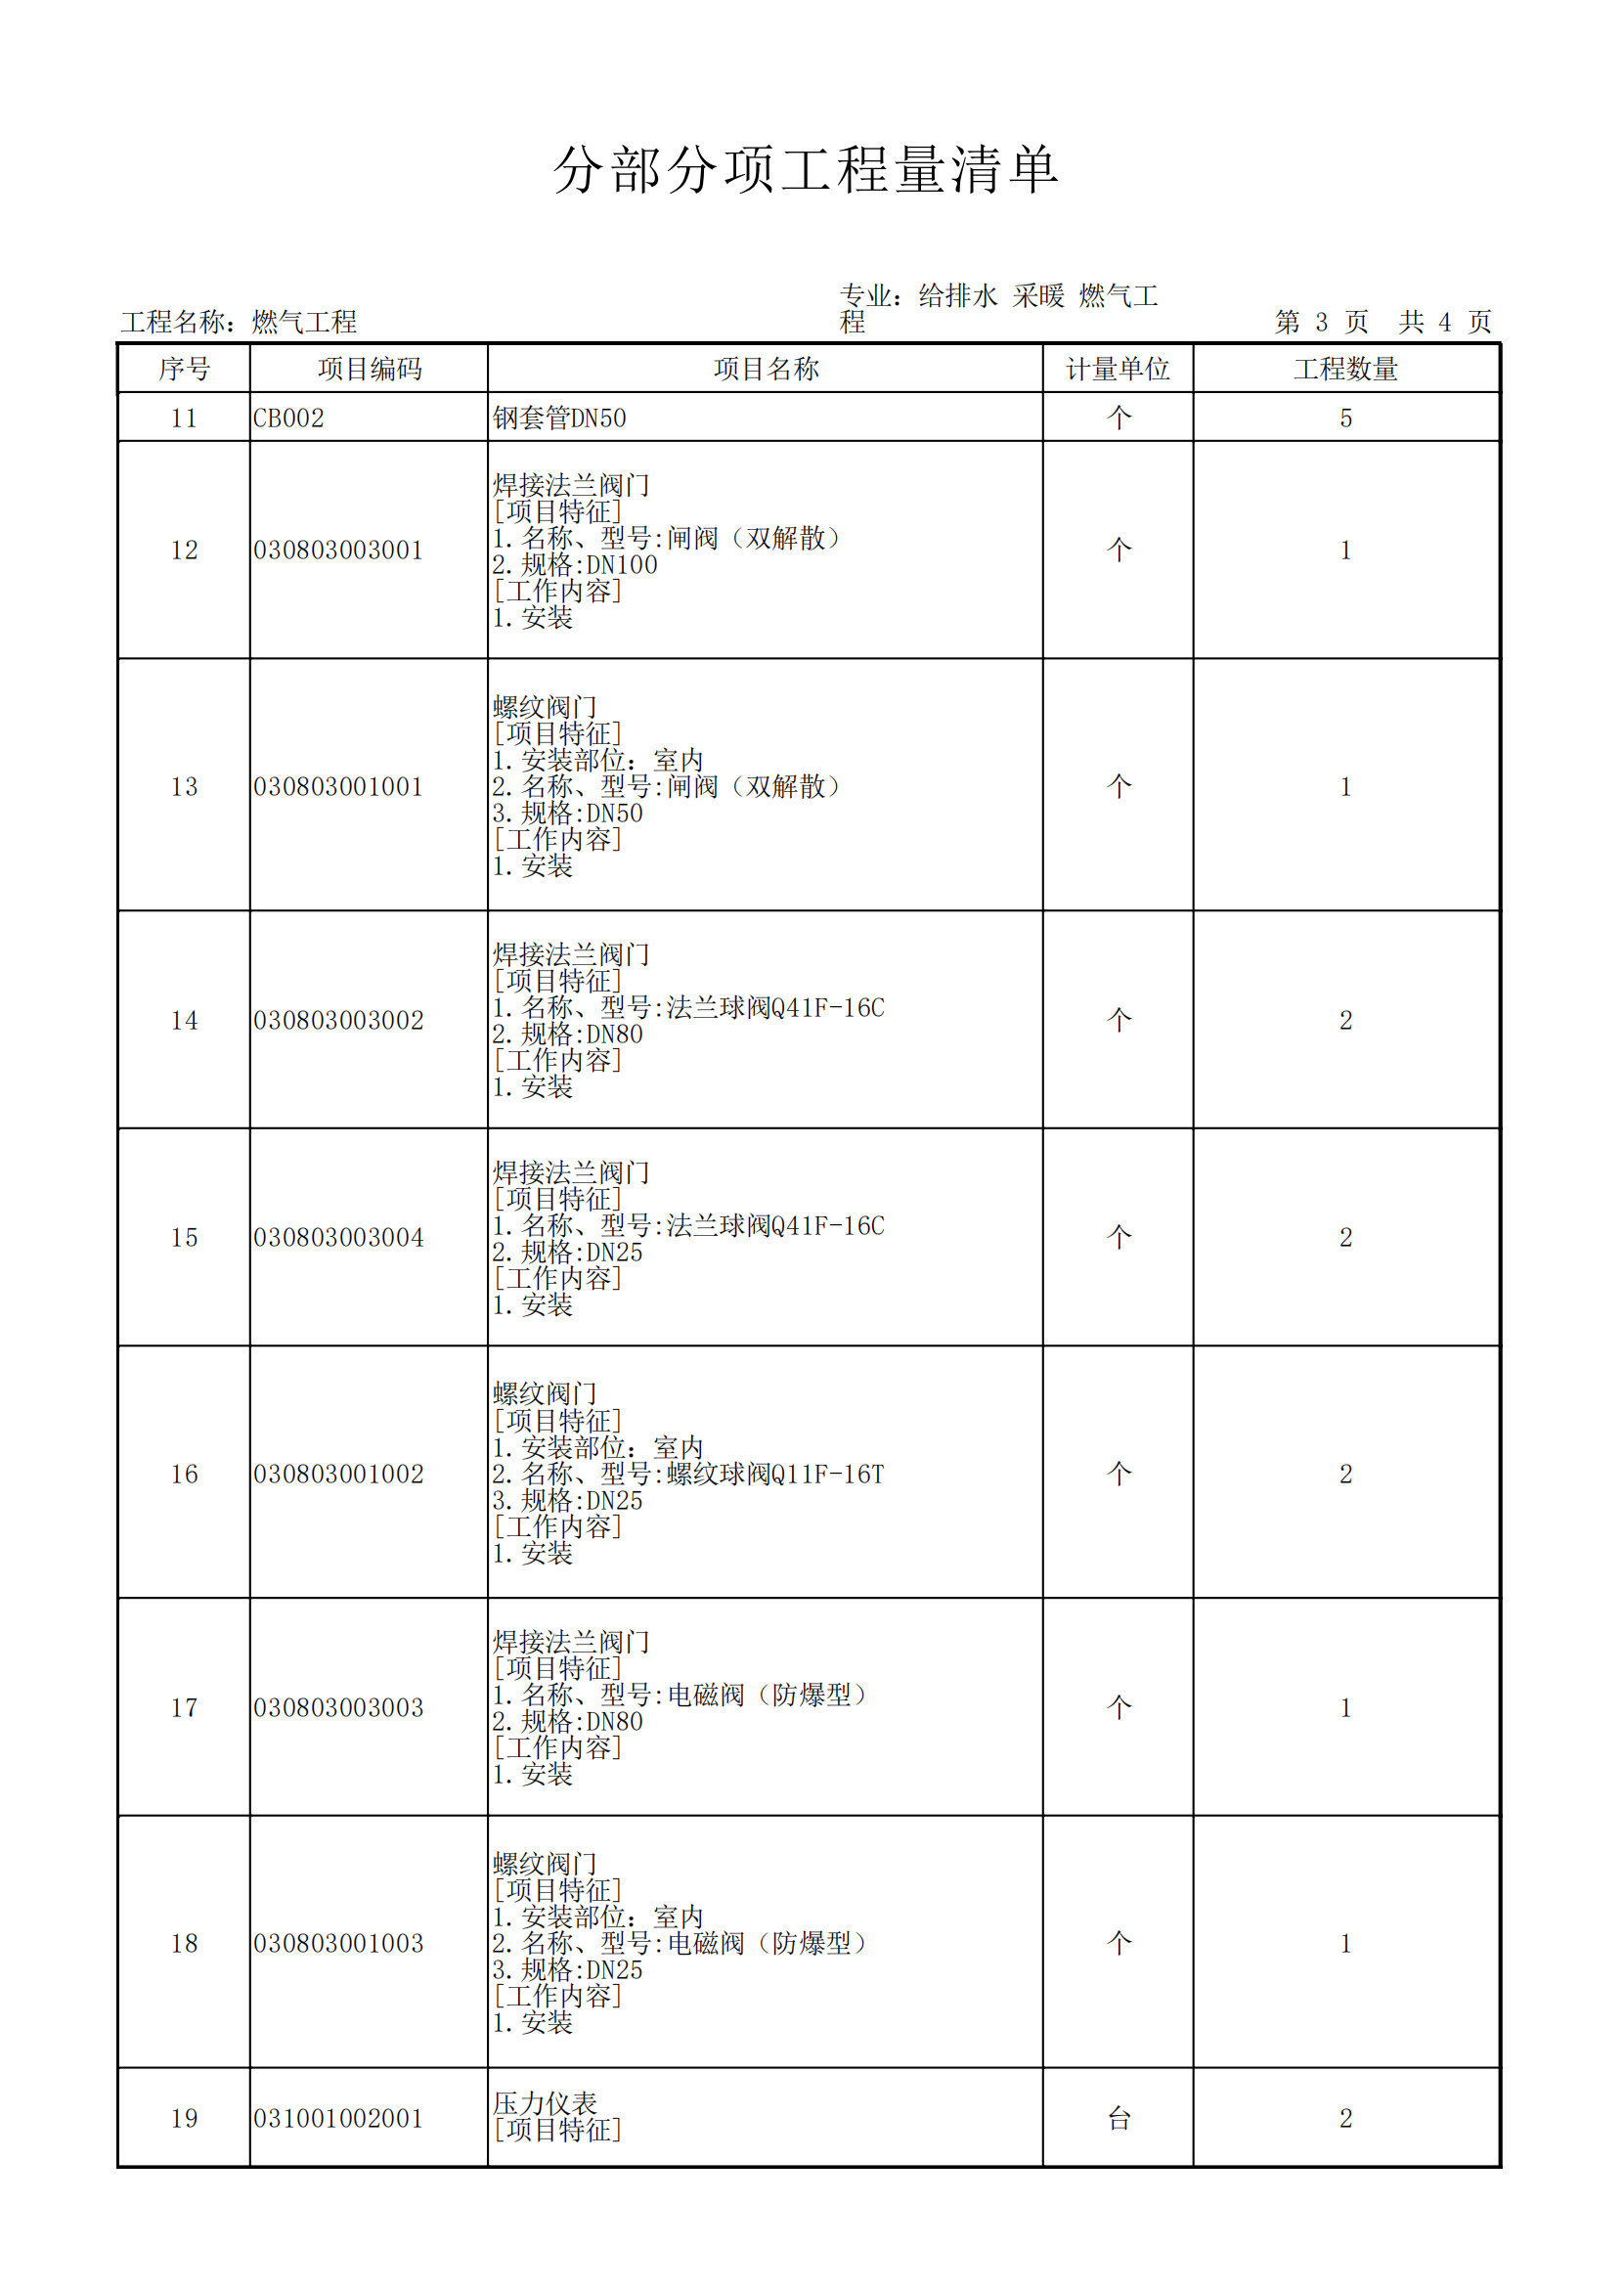 分部分项工程量清单
专业：给排水 采暖 燃气工
工程名称：燃气工程 程 第 3 页 共 4 页
序号 项目编码 项目名称 计量单位 工程数量
11 CB002 钢套管DN50 个 5
焊接法兰阀门
[项目特征]
1.名称、型号:闸阀（双解散）
12 030803003001 个 1
2.规格:DN100
[工作内容]
1.安装
螺纹阀门
[项目特征]
1.安装部位：室内
13 030803001001 2.名称、型号:闸阀（双解散） 个 1
3.规格:DN50
[工作内容]
1.安装
焊接法兰阀门
[项目特征]
1.名称、型号:法兰球阀Q41F-16C
14 030803003002 个 2
2.规格:DN80
[工作内容]
1.安装
焊接法兰阀门
[项目特征]
1.名称、型号:法兰球阀Q41F-16C
15 030803003004 个 2
2.规格:DN25
[工作内容]
1.安装
螺纹阀门
[项目特征]
1.安装部位：室内
16 030803001002 2.名称、型号:螺纹球阀Q11F-16T 个 2
3.规格:DN25
[工作内容]
1.安装
焊接法兰阀门
[项目特征]
1.名称、型号:电磁阀（防爆型）
17 030803003003 个 1
2.规格:DN80
[工作内容]
1.安装
螺纹阀门
[项目特征]
1.安装部位：室内
18 030803001003 2.名称、型号:电磁阀（防爆型） 个 1
3.规格:DN25
[工作内容]
1.安装
压力仪表
19 031001002001 台 2
[项目特征]